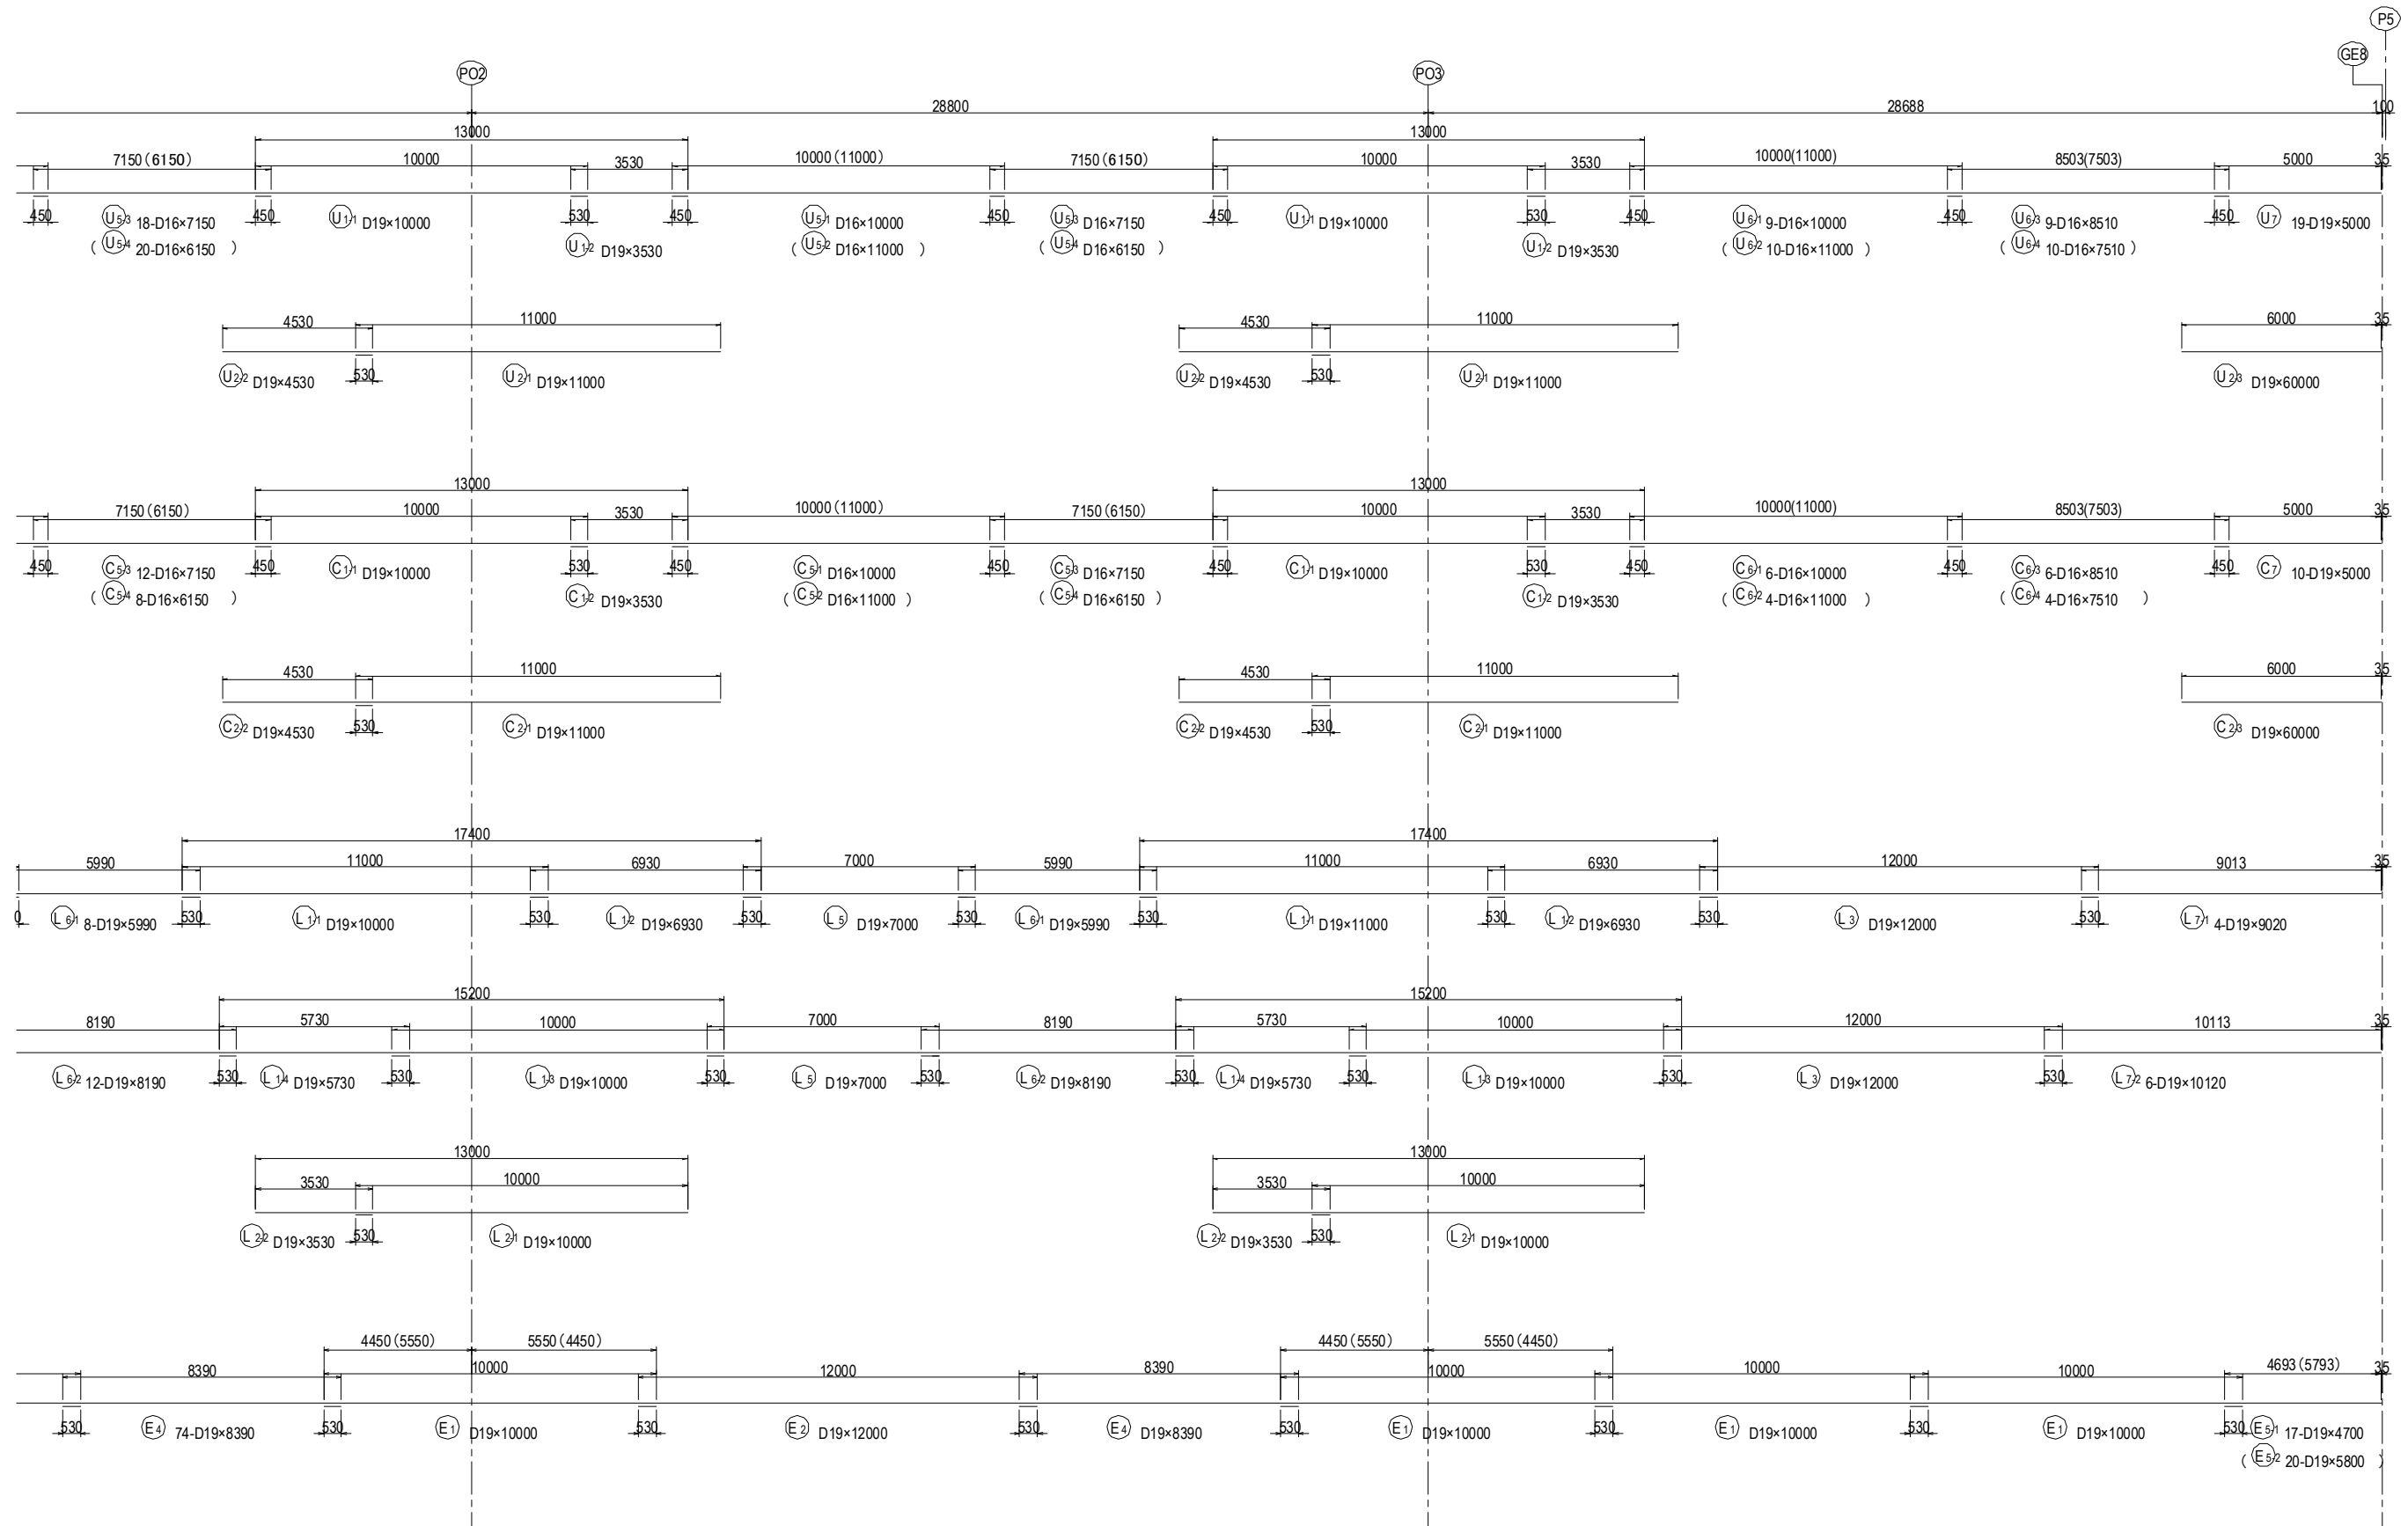 P5
GE8
PO2 PO3
28800 28688 100
13000 13000
7150(6150) 10000 3530 10000(11000) 7150(6150) 10000 3530 10000(11000) 8503(7503) 5000 35
450 U5-3 18-D16×7150 450 U1-1 D19×10000 530 450 U5-1 D16×10000 450 U5-3 D16×7150 450 U1-1 D19×10000 530 450 U6-1 9-D16×10000 450 U6-3 9-D16×8510 450 U7 19-D19×5000
( U5-4 20-D16×6150 ) U1-2 D19×3530 ( U5-2 D16×11000 ) ( U5-4 D16×6150 ) U1-2 D19×3530 ( U6-2 10-D16×11000 ) ( U6-4 10-D16×7510 )
4530 11000 4530 11000 6000 35
U2-2 D19×4530 530 U2-1 D19×11000 U2-2 D19×4530 530 U2-1 D19×11000 U2-3 D19×60000
13000 13000
7150(6150) 10000 3530 10000(11000) 7150(6150) 10000 3530 10000(11000) 8503(7503) 5000 35
450 C5-3 12-D16×7150 450 C1-1 D19×10000 530 450 C5-1 D16×10000 450 C5-3 D16×7150 450 C1-1 D19×10000 530 450 C6-1 6-D16×10000 450 C6-3 6-D16×8510 450 C7 10-D19×5000
( C5-4 8-D16×6150 ) C1-2 D19×3530 ( C5-2 D16×11000 ) ( C5-4 D16×6150 ) C1-2 D19×3530 ( C6-2 4-D16×11000 ) ( C6-4 4-D16×7510 )
4530 11000 4530 11000 6000 35
C2-2 D19×4530 530 C2-1 D19×11000 C2-2 D19×4530 530 C2-1 D19×11000 C2-3 D19×60000
17400 17400
5990 11000 6930 7000 5990 11000 6930 12000 9013 35
0 L6-1 8-D19×5990 530 L1-1 D19×10000 530 L1-2 D19×6930 530 L5 D19×7000 530 L6-1 D19×5990 530 L1-1 D19×11000 530 L1-2 D19×6930 530 L3 D19×12000 530 L7-1 4-D19×9020
15200 15200
8190 5730 10000 7000 8190 5730 10000 12000 10113 35
L6-2 12-D19×8190 530 L1-4 D19×5730 530 L1-3 D19×10000 530 L5 D19×7000 530 L6-2 D19×8190 530 L1-4 D19×5730 530 L1-3 D19×10000 530 L3 D19×12000 530 L7-2 6-D19×10120
13000 13000
3530 10000 3530 10000
L2-2 D19×3530 530 L2-1 D19×10000 L2-2 D19×3530 530 L2-1 D19×10000
4450(5550) 5550(4450) 4450(5550) 5550(4450)
8390 10000 12000 8390 10000 10000 10000 4693(5793) 35
530 E4 74-D19×8390 530 E1 D19×10000 530 E2 D19×12000 530 E4 D19×8390 530 E1 D19×10000 530 E1 D19×10000 530 E1 D19×10000 530 E5-1 17-D19×4700
( E5-2 20-D19×5800 )